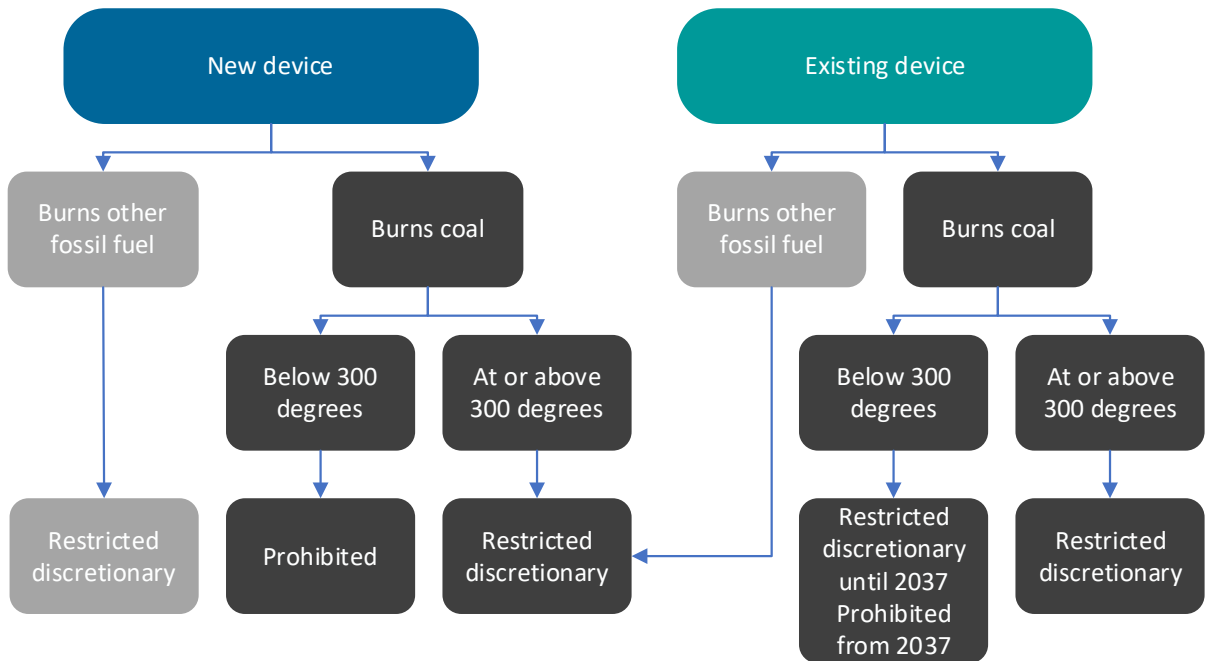 New device
Existing device
Burns other
fossil fuel
Burns coal
Burns other
fossil fuel
Burns coal
Below 300
degrees
At or above
300 degrees
Below 300
degrees
At or above
300 degrees
Restricted
discretionary
Prohibited
Restricted
discretionary
Restricted
discretionary
until 2037
Prohibited
from 2037
Restricted
discretionary